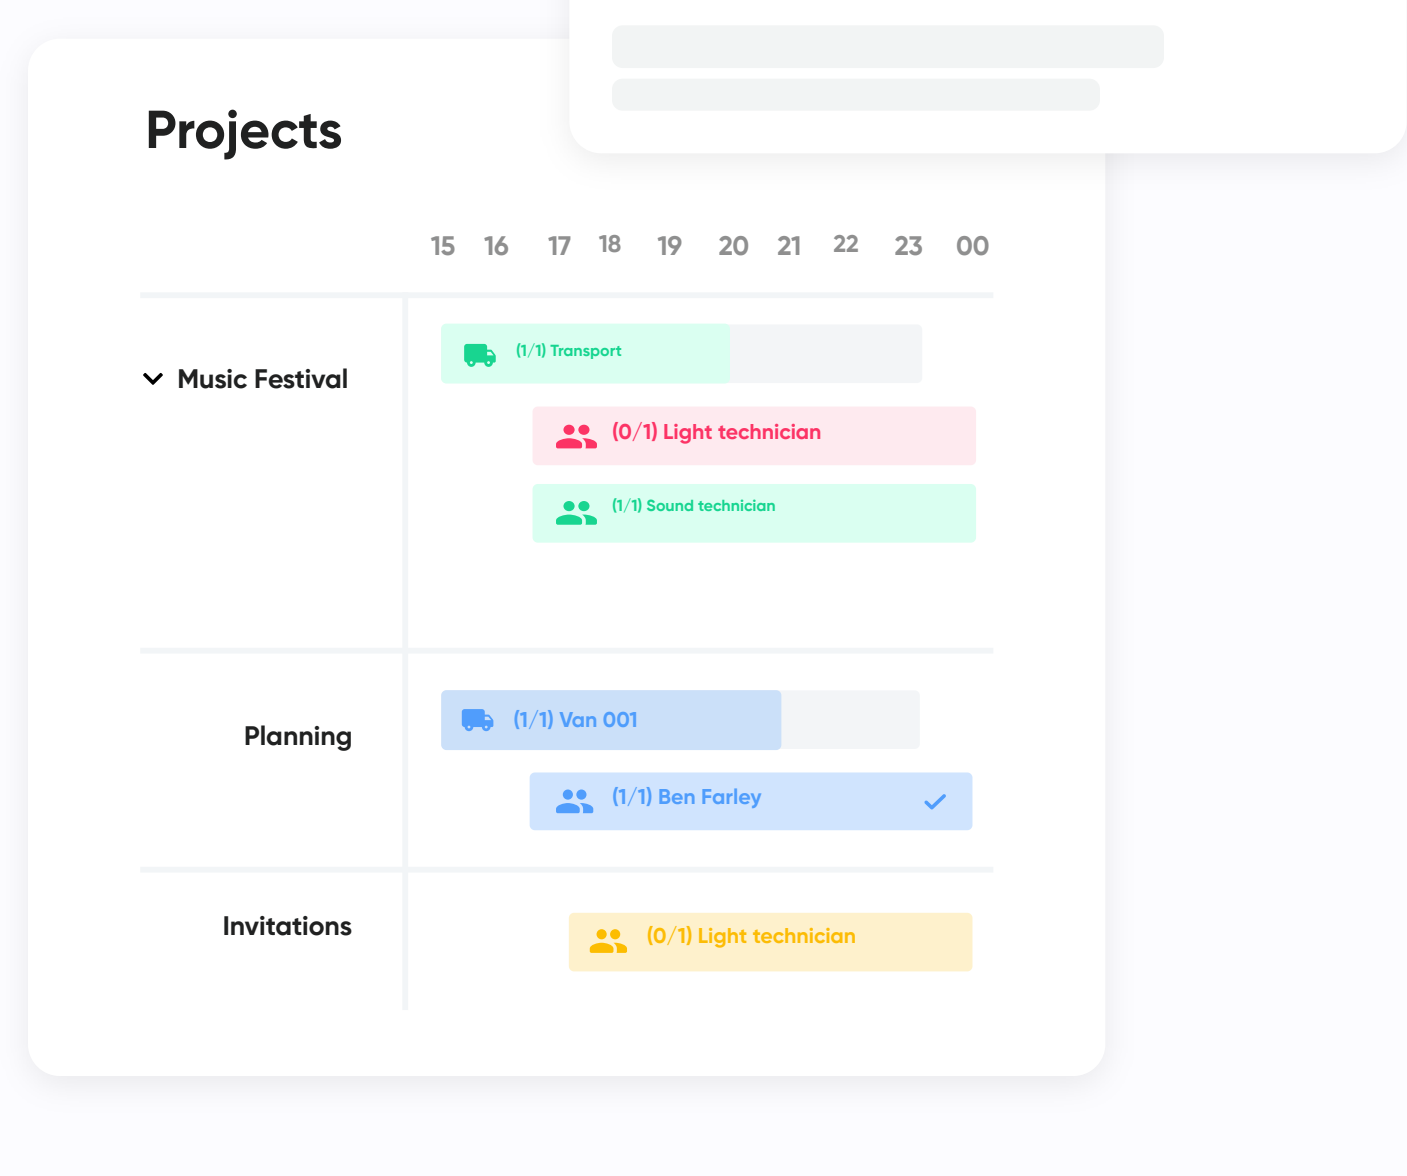 Projects
15 16 17 18 19 20 21 22 23 00
Music Festival
(1/1) Transport
(0/1) Light technician
(1/1) Sound technician
Planning
(1/1) Van 001
(1/1) Ben Farley
Invitations
(0/1) Light technician